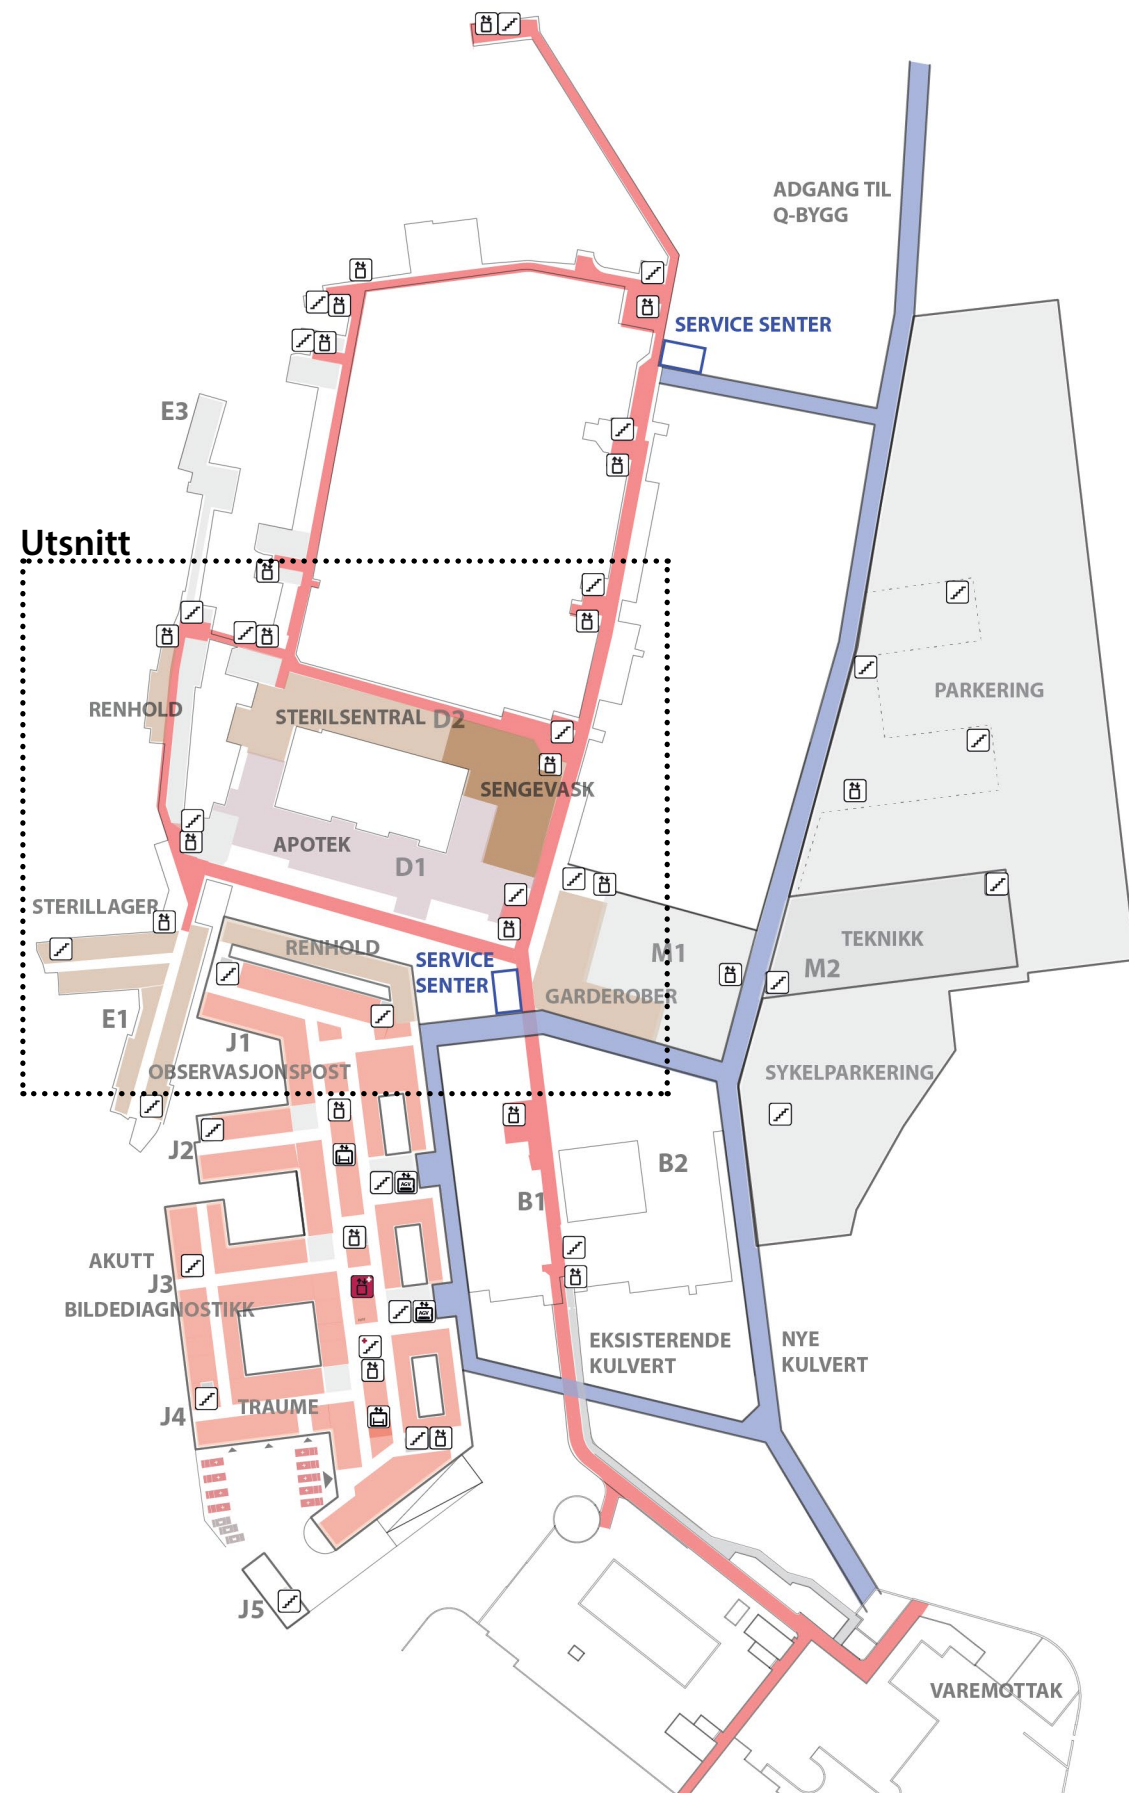 ADGANG TIL
Q-BYGG
SERVICE SENTER
E3
Utsnitt
PARKERING
RENHOLD
STERILSENTRAL D2
SENGEVASK
APOTEK
D1
STERILLAGER
RENHOLD
SERVICE
SENTER
M1
TEKNIKK
M2
GARDEROBER
E1
J1
OBSERVASJONSPOST
SYKELPARKERING
J2
AGV
B2
B1
AKUTT
J3
BILDEDIAGNOSTIKK
AGV
EKSISTERENDE
KULVERT
NYE
KULVERT
TRAUME
J4
J5
VAREMOTTAK